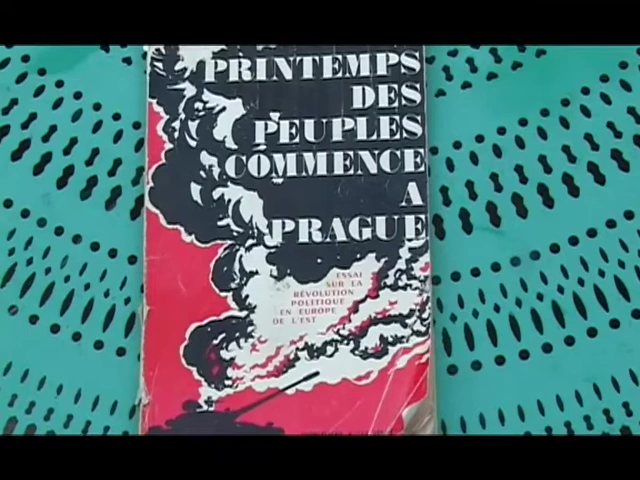 PRINTEMPS
DES
PEUPLES
COMMENCE
A
PRAGUE
ESSAI
SUR LA
RÉVOLUTION
POLITIQUE
EN EUROPE
DE L'EST